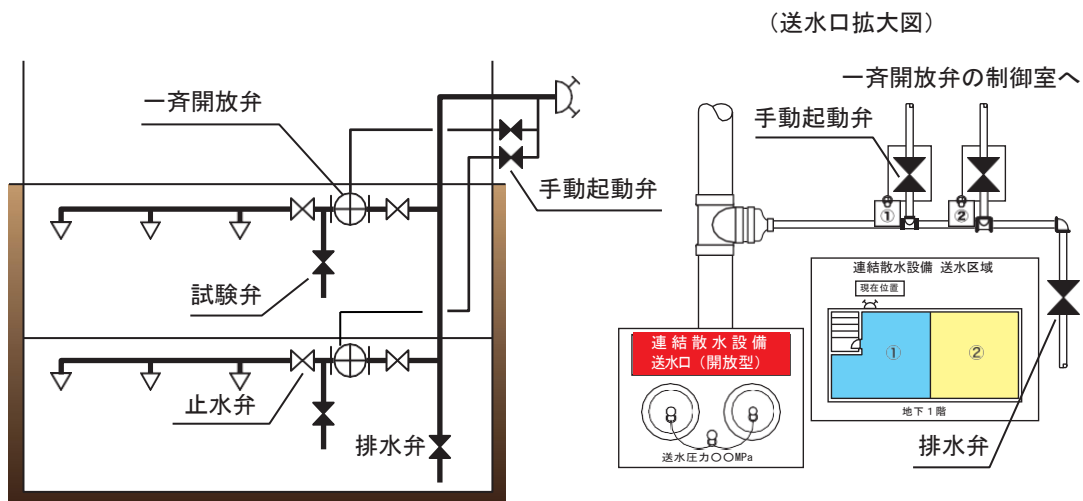 (送水口拡大図)
一斉開放弁
手動起動弁
試験弁
止水弁
排水弁
一斉開放弁の制御室へ
手動起動弁
①
②
連結散水設備 送水区域
現在位置
①
②
地下1階
排水弁
連結散水設備
送水口(開放型)
送水圧力〇〇MPa